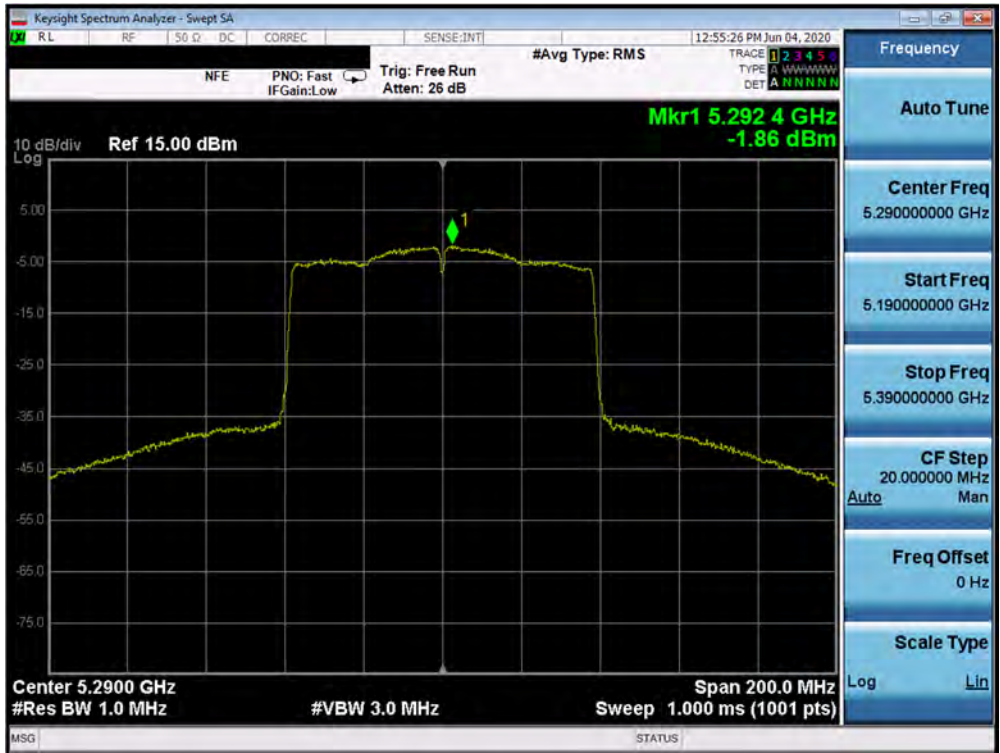 Keysight Spectrum Analyzer - Swept SA
LXI RL RF 50 Ω DC CORREC SENSE:INT 12:55:26 PM Jun 04, 2020
#Avg Type: RMS
TRACE 1 2 3 4 5 6
NFE PNO: Fast Trig: Free Run TYPE A WWWWW
IFGain:Low Atten: 26 dB DET A N N N N N
Mkr1 5.292 4 GHz
-1.86 dBm
10 dB/div Ref 15.00 dBm
Log
1
5.00
-5.00
-15.0
-25.0
-35.0
-45.0
-55.0
-65.0
-75.0
Center 5.2900 GHz Span 200.0 MHz
#Res BW 1.0 MHz #VBW 3.0 MHz Sweep 1.000 ms (1001 pts)
MSG STATUS
Frequency
Auto Tune
Center Freq
5.290000000 GHz
Start Freq
5.190000000 GHz
Stop Freq
5.390000000 GHz
CF Step
20.000000 MHz
Auto Man
Freq Offset
0 Hz
Scale Type
Log Lin